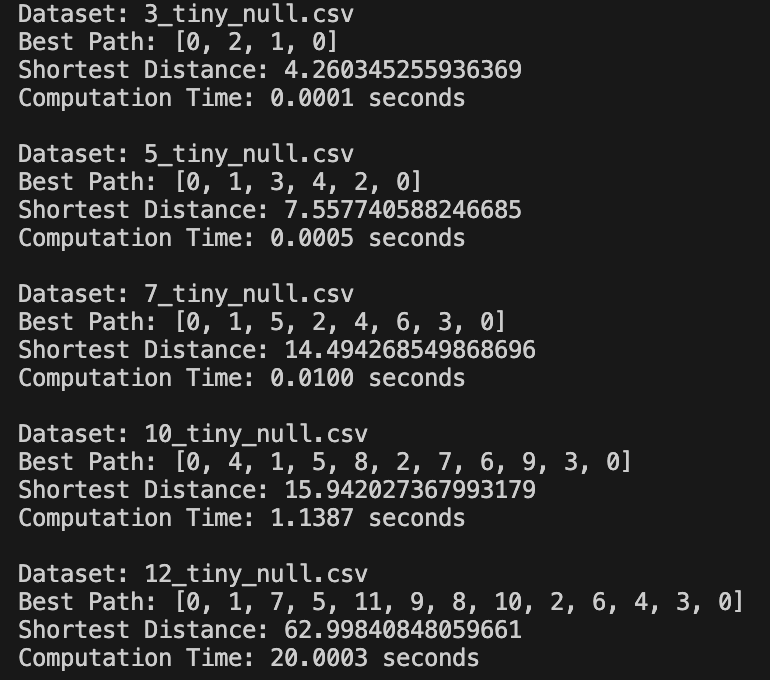 Dataset: 3_tiny_null.csv
Best Path: [0, 2, 1, 0]
Shortest Distance: 4.260345255936369
Computation Time: 0.0001 seconds
Dataset: 5_tiny_null.csv
Best Path: [0, 1, 3, 4, 2, 0]
Shortest Distance: 7.557740588246685
Computation Time: 0.0005 seconds
Dataset: 7_tiny_null.csv
Best Path: [0, 1, 5, 2, 4, 6, 3, 0]
Shortest Distance: 14.494268549868696
Computation Time: 0.0100 seconds
Dataset: 10_tiny_null.csv
Best Path: [0, 4, 1, 5, 8, 2, 7, 6, 9, 3, 0]
Shortest Distance: 15.942027367993179
Computation Time: 1.1387 seconds
Dataset: 12_tiny_null.csv
Best Path: [0, 1, 7, 5, 11, 9, 8, 10, 2, 6, 4, 3, 0]
Shortest Distance: 62.99840848059661
Computation Time: 20.0003 seconds